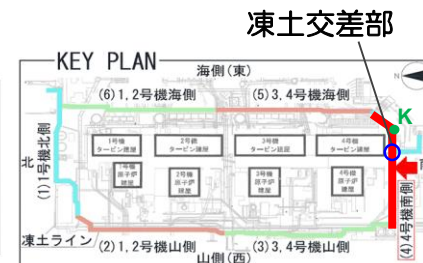 凍土交差部
KEY PLAN
海側(東)
(6)1,2号機海側
(5)3,4号機海側
N
K
(1)1号機北側
北
1号機
タービン建屋
2号機
タービン建屋
3号機
タービン建屋
4号機
タービン建屋
1号機
原子炉
建屋
2号機
原子炉
建屋
3号機
原子炉
建屋
4号機
原子炉
建屋
南
(4)4号機南側
凍土ライン
(2)1,2号機山側
(3)3,4号機山側
山側(西)